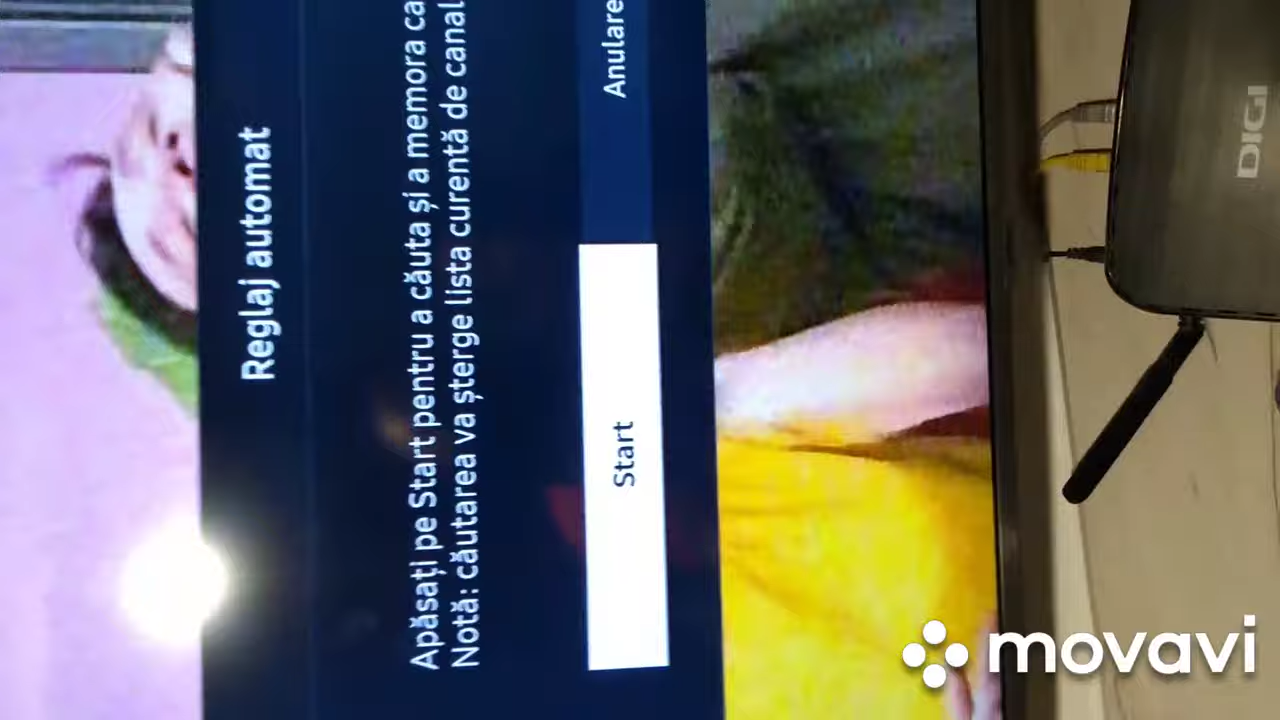 Reglaj automat
Apăsați pe Start pentru a căuta și a memora ca
Notă: căutarea va șterge lista curentă de canal
Start
Anulare
DIGI
movavi